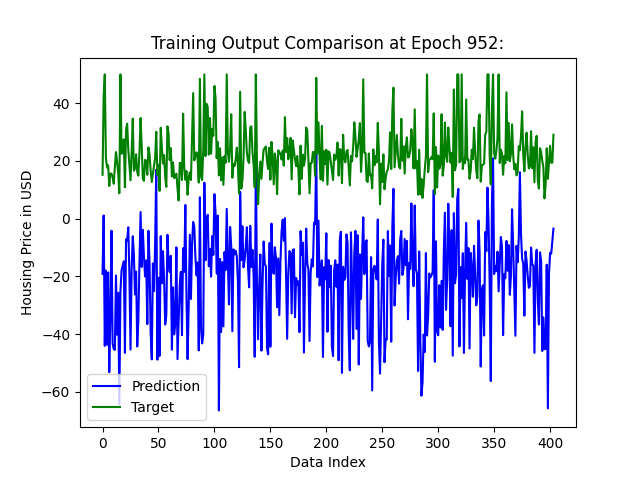 Training Output Comparison at Epoch 952:
Housing Price in USD
40
20
0
−20
−40
−60
Prediction
Target
0 50 100 150 200 250 300 350 400
Data Index